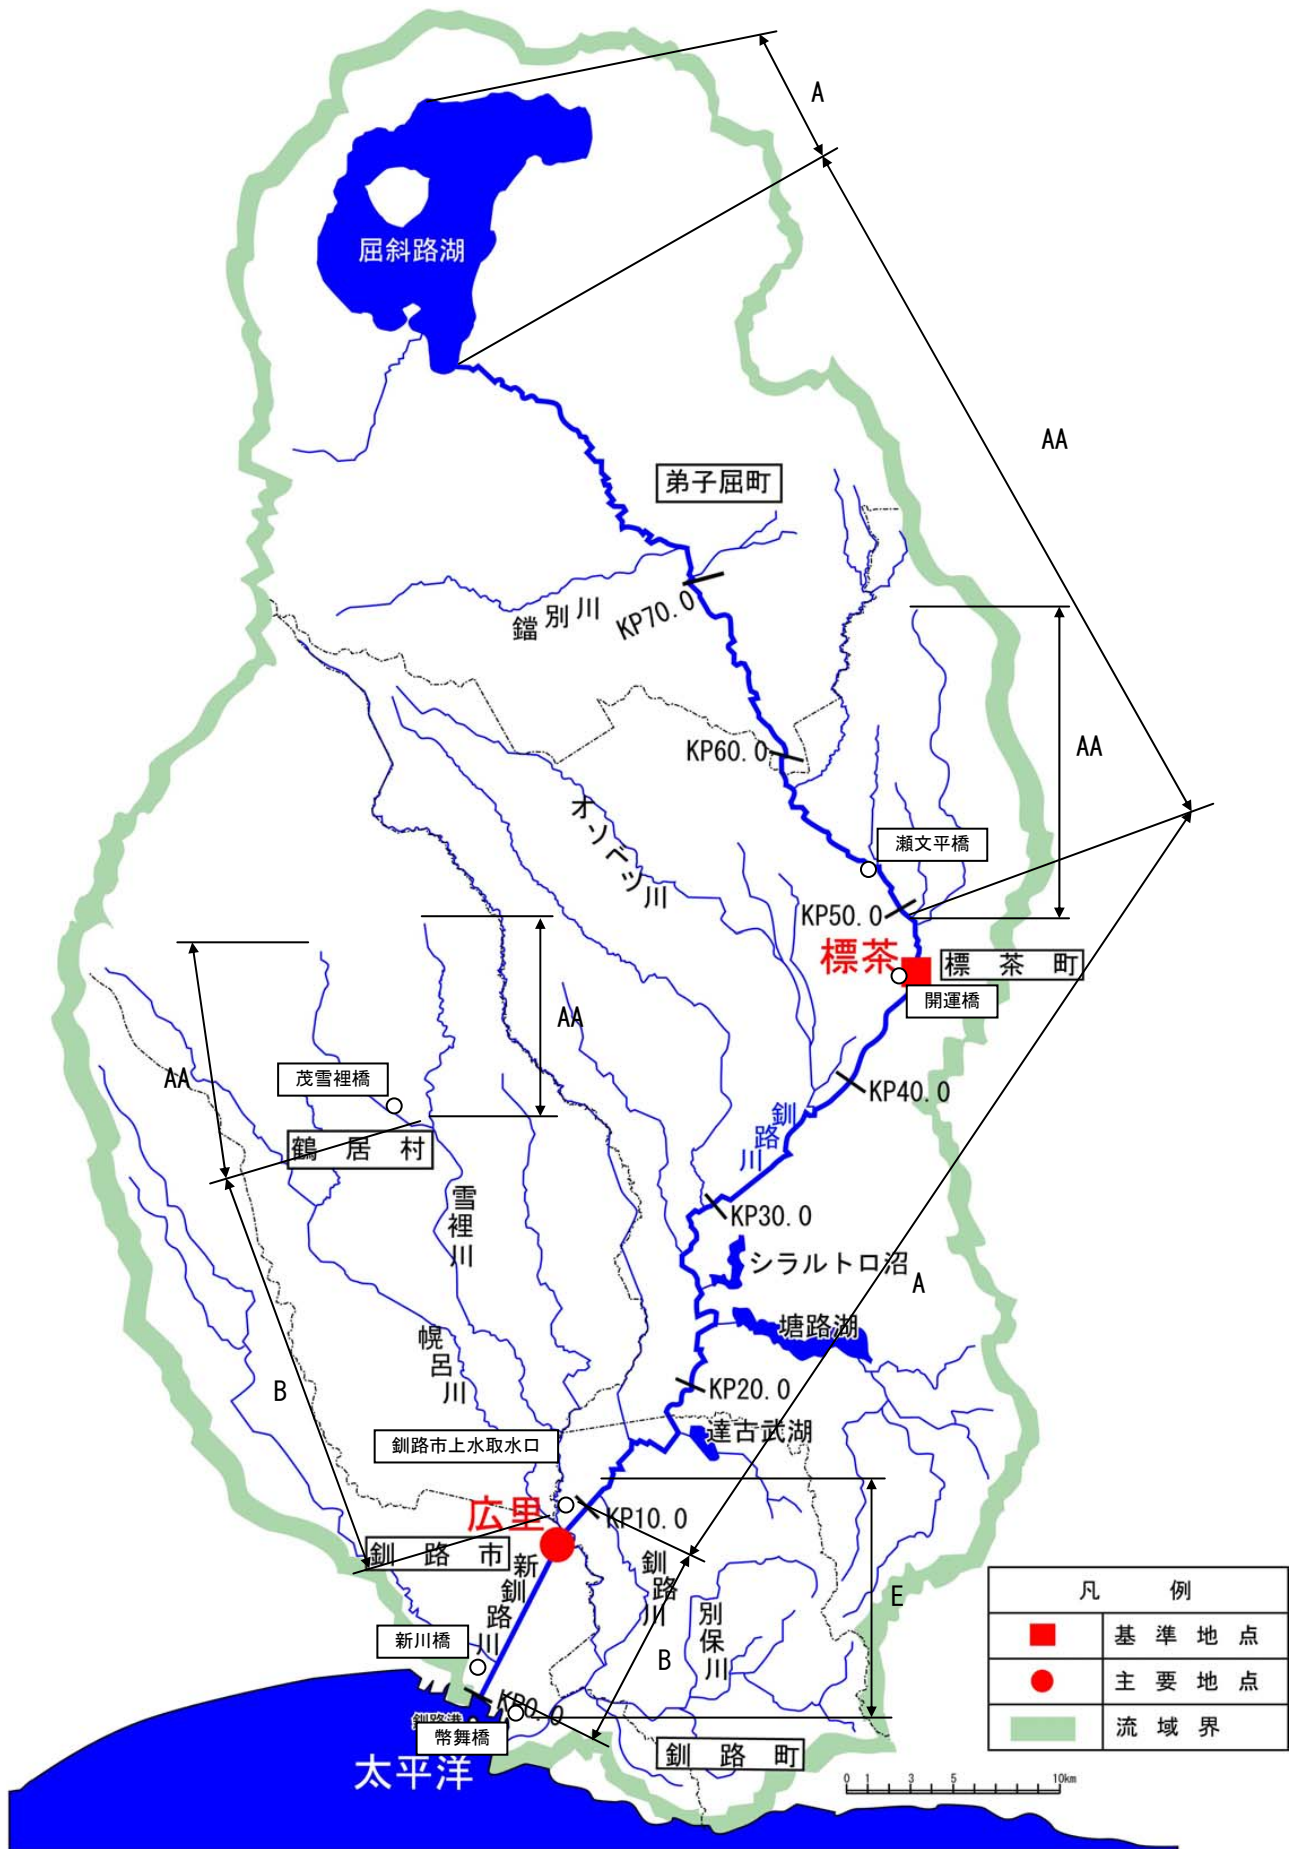 A
屈斜路湖
AA
弟子屈町
KP70.0
鐺別川
KP60.0
AA
オソベツ川
瀬文平橋
KP50.0
標茶
標茶町
開運橋
AA
AA
茂雪裡橋
鶴居村
KP40.0
釧路川
雪裡川
KP30.0
シラルトロ沼
A
塘路湖
幌呂川
B
KP20.0
達古武湖
釧路市上水取水口
広里
KP10.0
釧路市
新釧路川
釧路川
別保川
E
B
新川橋
KP0.0
釧路港
幣舞橋
太平洋
釧路町
凡例
基準地点
主要地点
流域界
0 1 3 5 10km